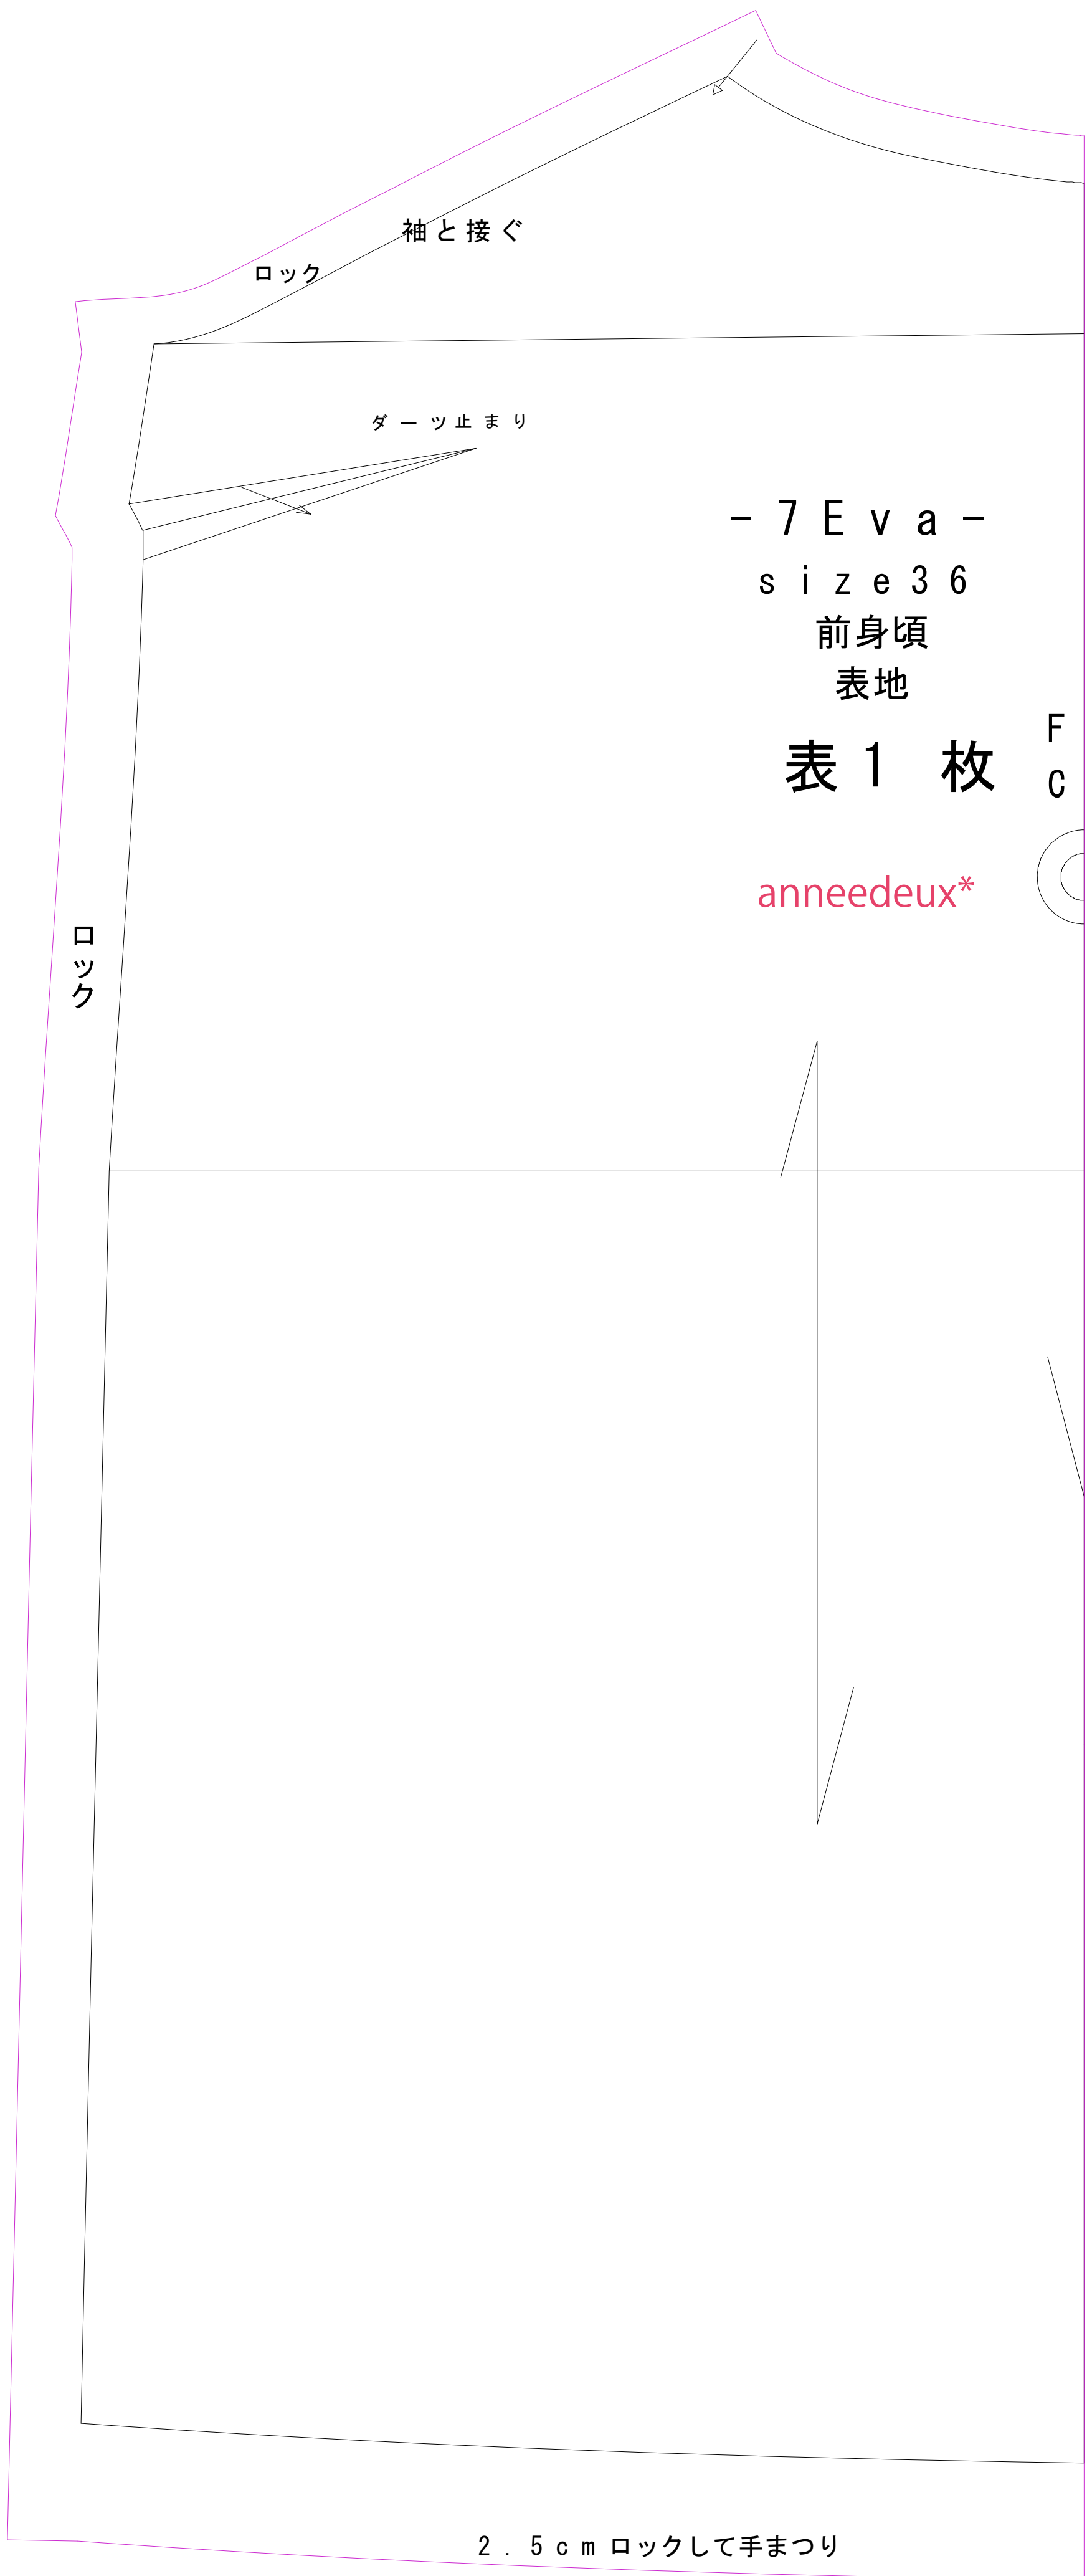 袖と接ぐ
ロック
ダーツ止まり
-7Eva-
size36
前身頃
表地
表1 枚
FC
anneedeux*
ロック
2.5cmロックして手まつり